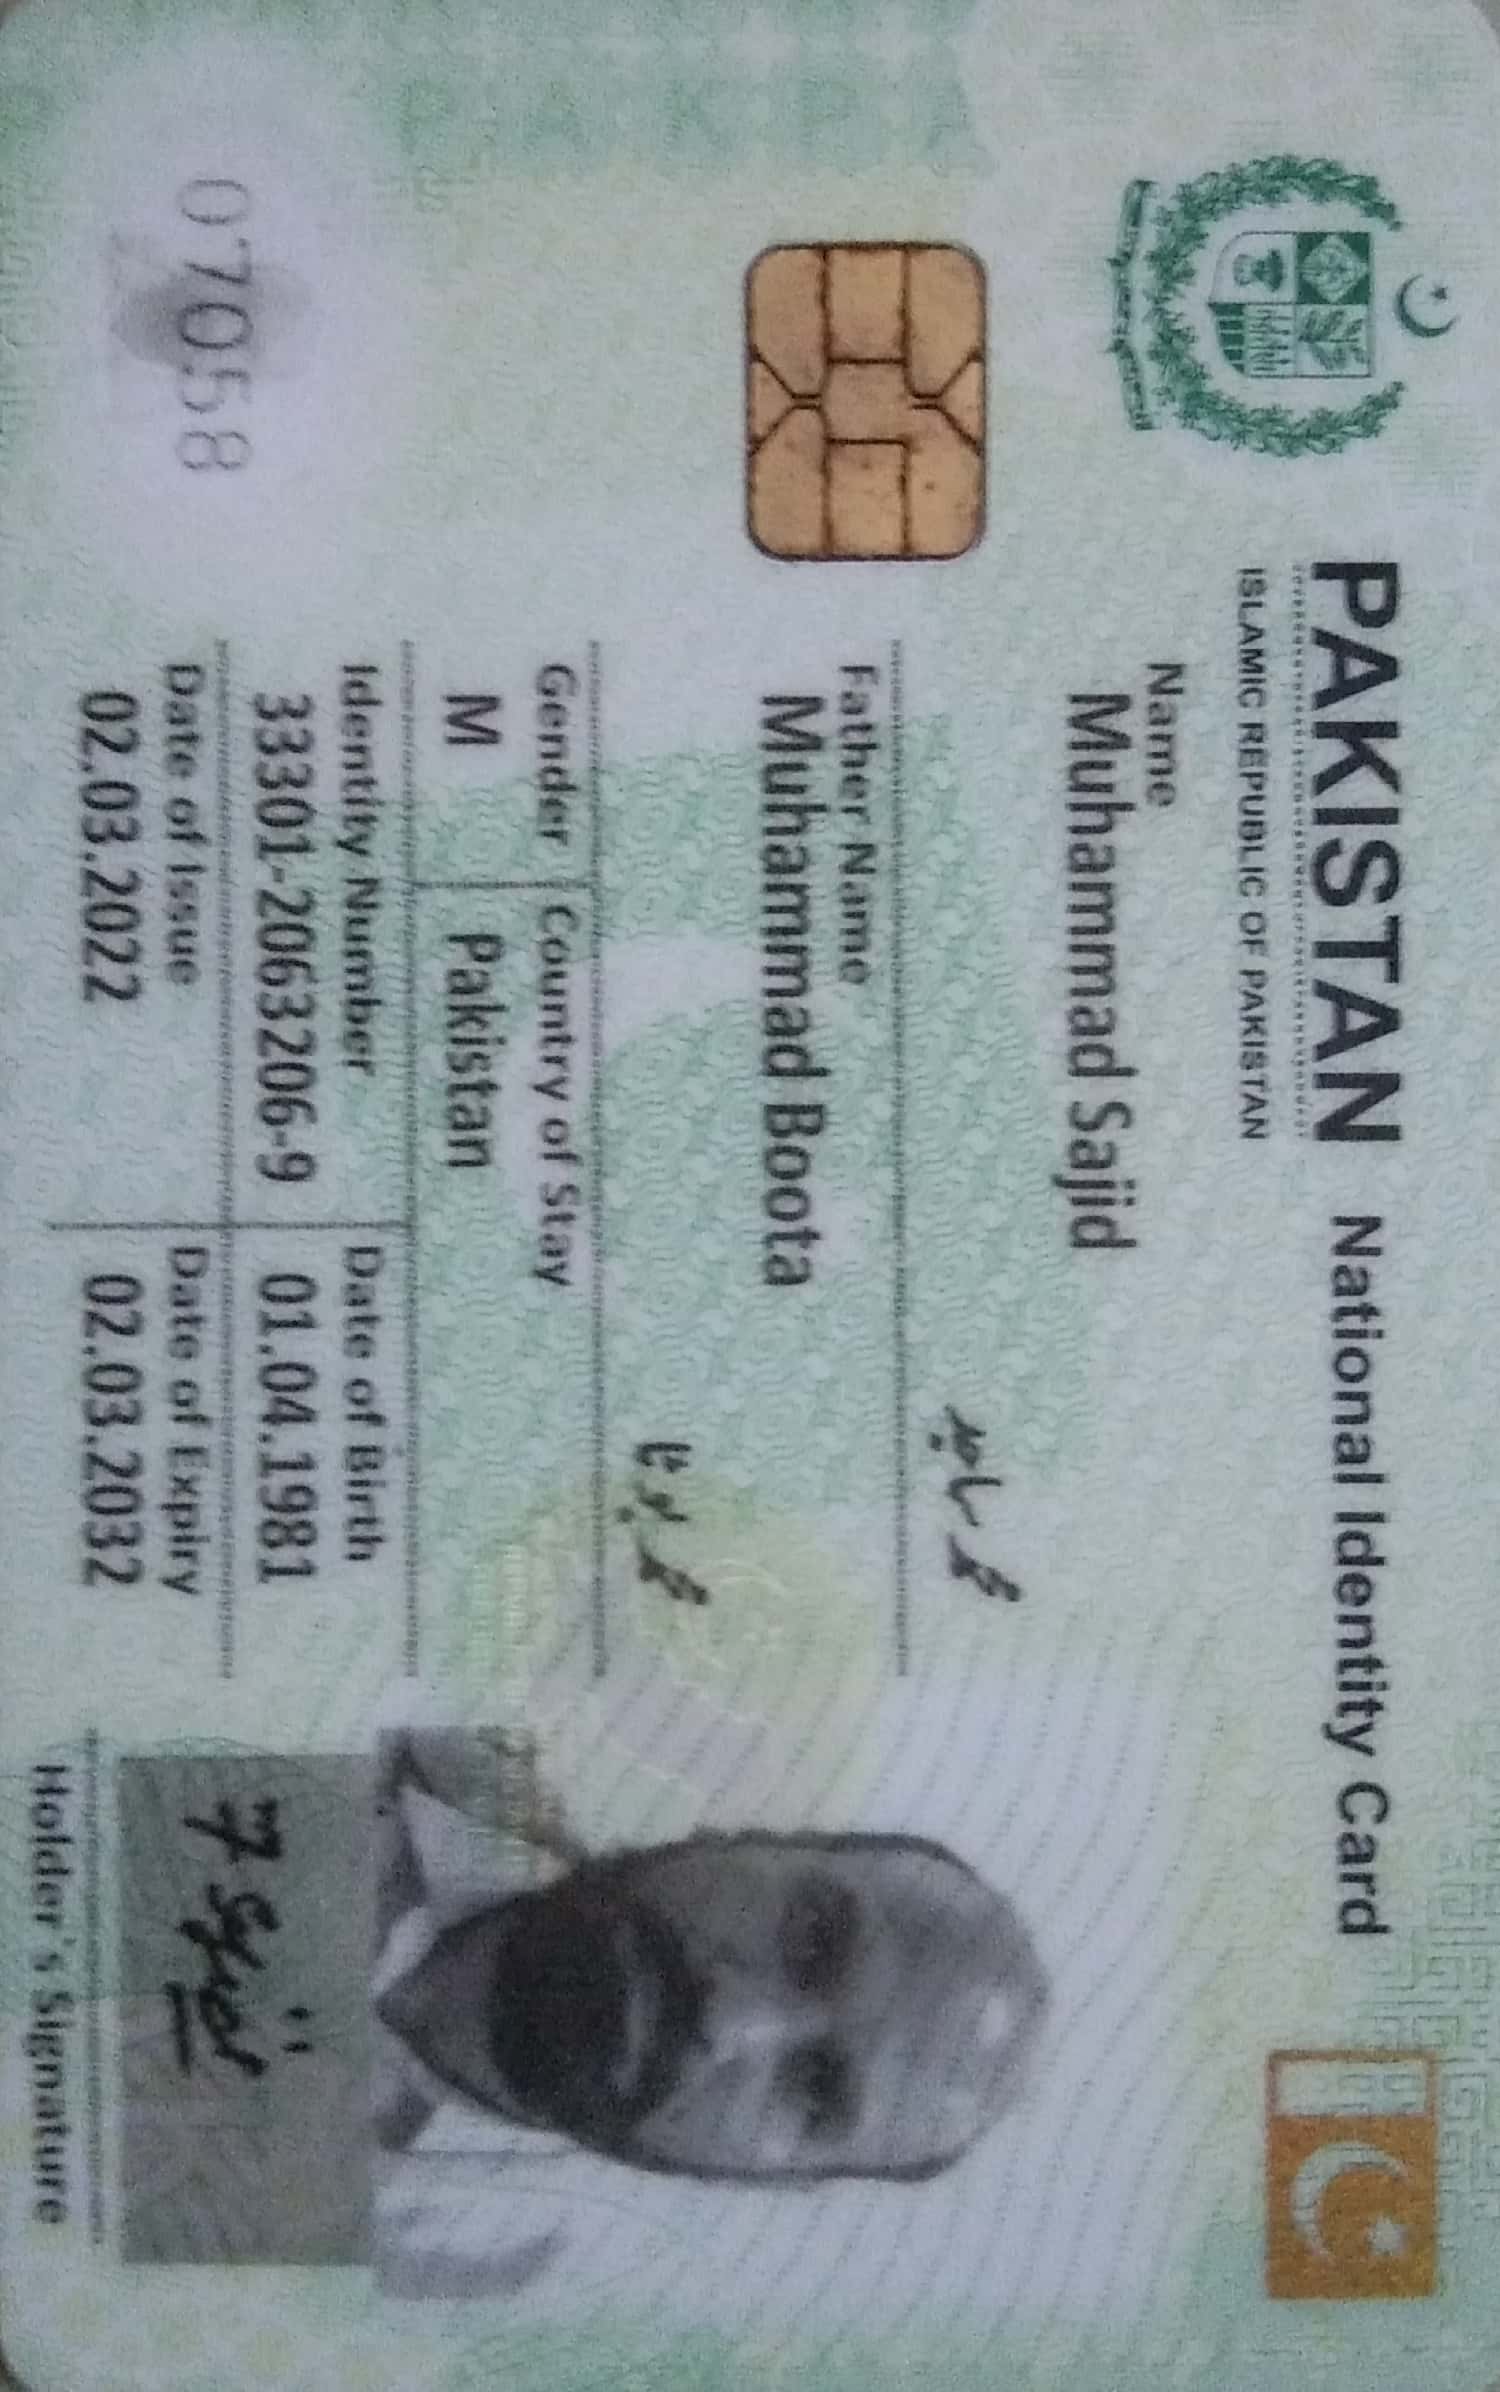 PAKISTAN National Identity Card
ISLAMIC REPUBLIC OF PAKISTAN
Name
Muhammad Sajid
محمد ساجد
Father Name
Muhammad Boota
محمد بوٹا
Gender Country of Stay
M Pakistan
Identity Number Date of Birth
33301-2063206-9 01.04.1981
Date of Issue Date of Expiry
02.03.2022 02.03.2032
07058
M Sajid
Holder's Signature